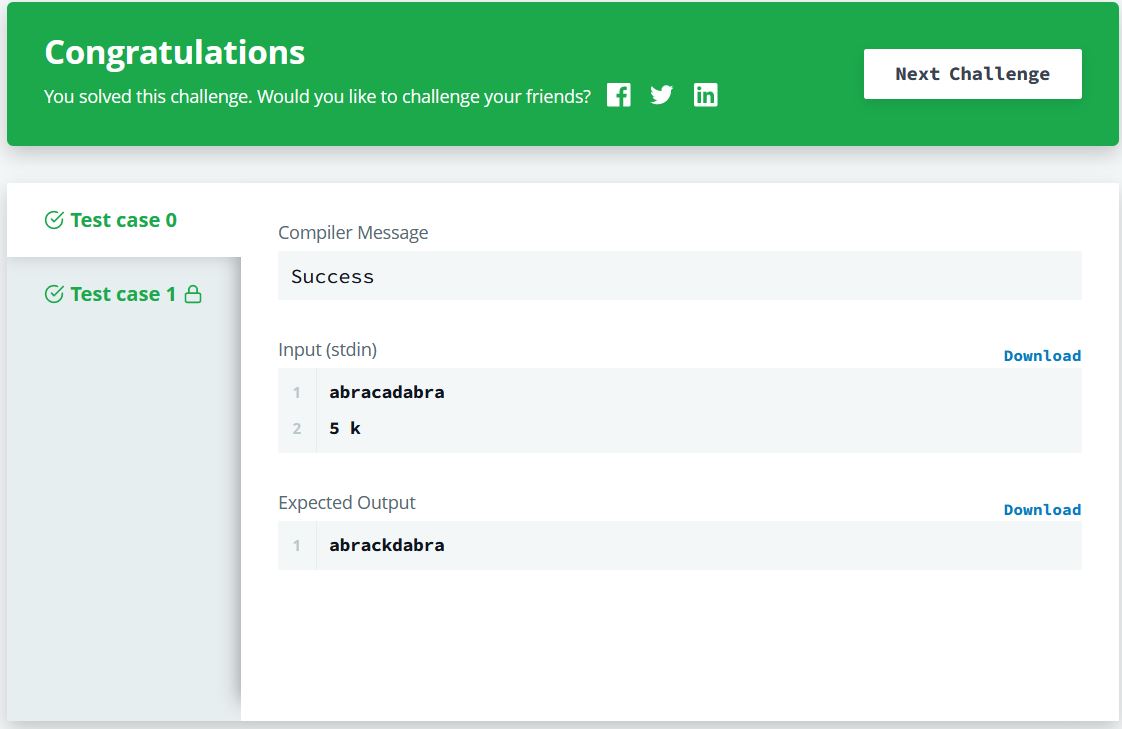 Congratulations
You solved this challenge. Would you like to challenge your friends?
Next Challenge
Test case 0
Test case 1
Compiler Message
Success
Input (stdin)
Download
1 abracadabra
2 5 k
Expected Output
Download
1 abrackdabra